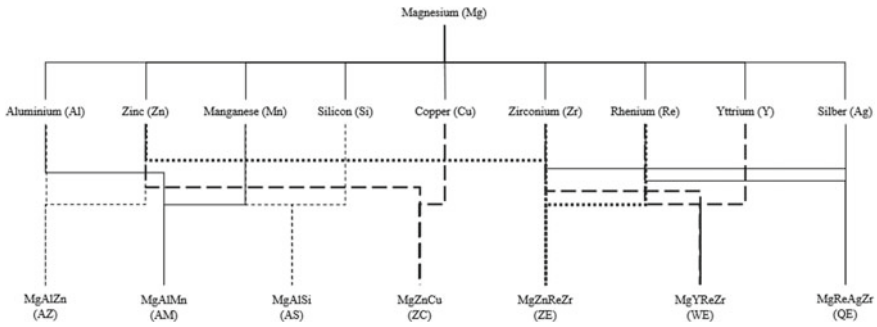 Magnesium (Mg)
Aluminium (Al) Zinc (Zn) Manganese (Mn) Silicon (Si) Copper (Cu) Zirconium (Zr) Rhenium (Re) Yttrium (Y) Silber (Ag)
MgAlZn MgAlMn MgAlSi MgZnCu MgZnReZr MgYReZr MgReAgZr
(AZ) (AM) (AS) (ZC) (ZE) (WE) (QE)